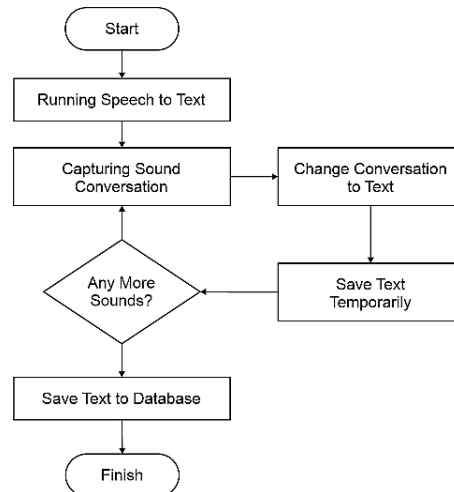 Start
Running Speech to Text
Capturing Sound
Conversation
Change Conversation
to Text
Save Text
Temporarily
Any More
Sounds?
Save Text to Database
Finish